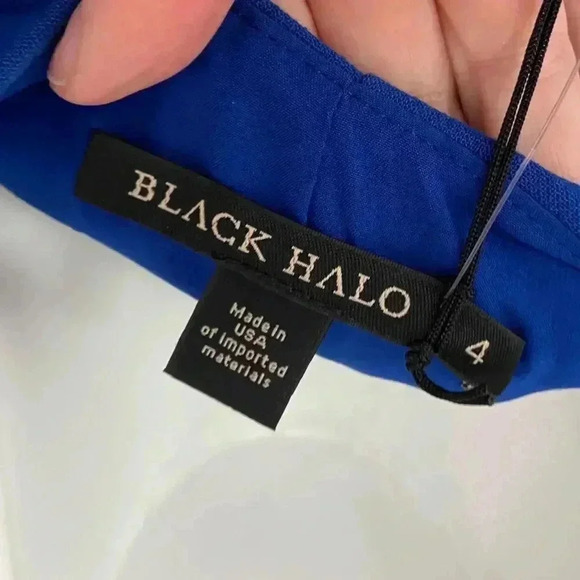 BLACK HALO
4
Made in
USA
of imported
materials